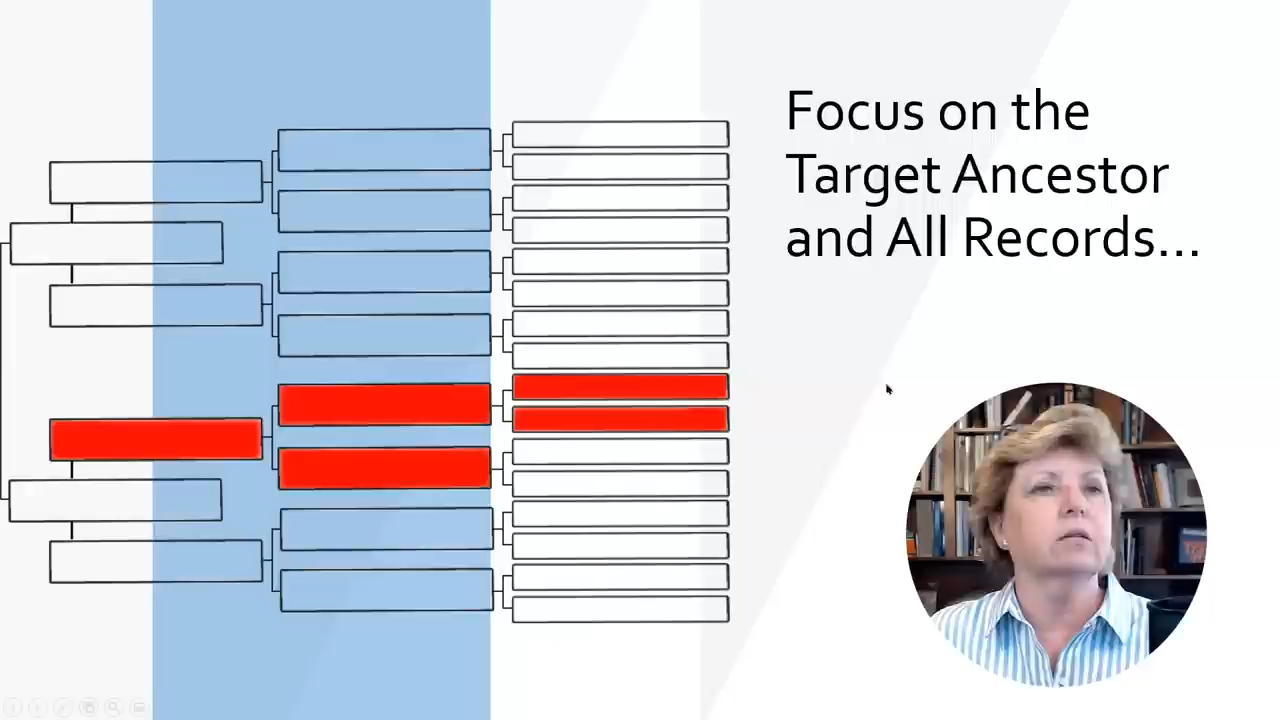 Focus on the
Target Ancestor
and All Records...